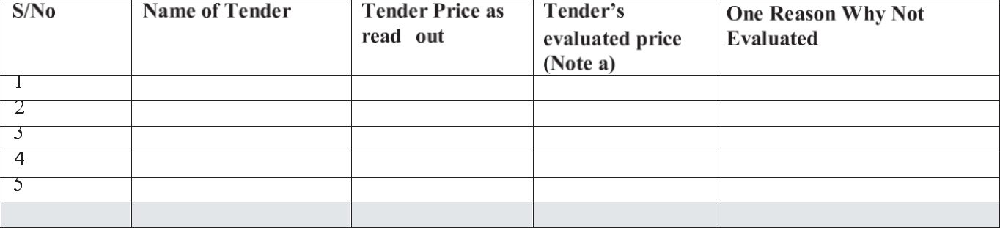 S/No
Name of Tender
Tender Price as
read out
Tender’s
evaluated price
(Note a)
One Reason Why Not
Evaluated
1
2
3
4
5